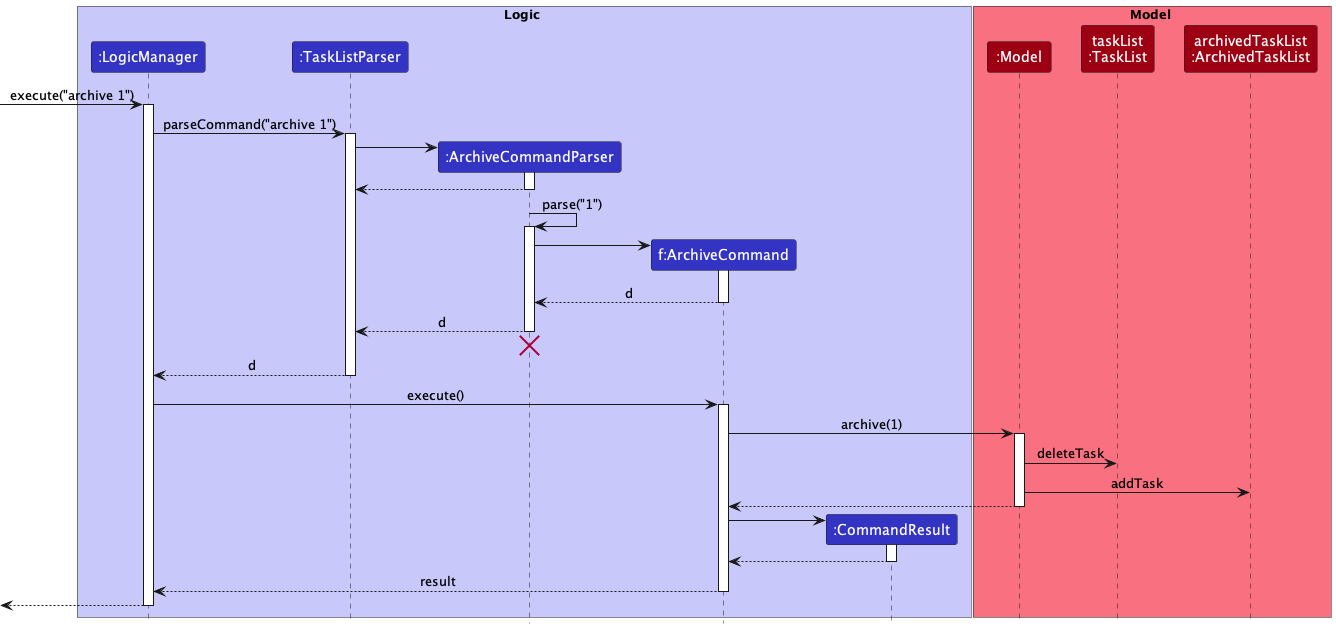 Logic
Model
:LogicManager
:TaskListParser
:Model
taskList
:TaskList
archivedTaskList
:ArchivedTaskList
execute("archive 1")
parseCommand("archive 1")
:ArchiveCommandParser
parse("1")
f:ArchiveCommand
d
d
d
execute()
archive(1)
deleteTask
addTask
:CommandResult
result